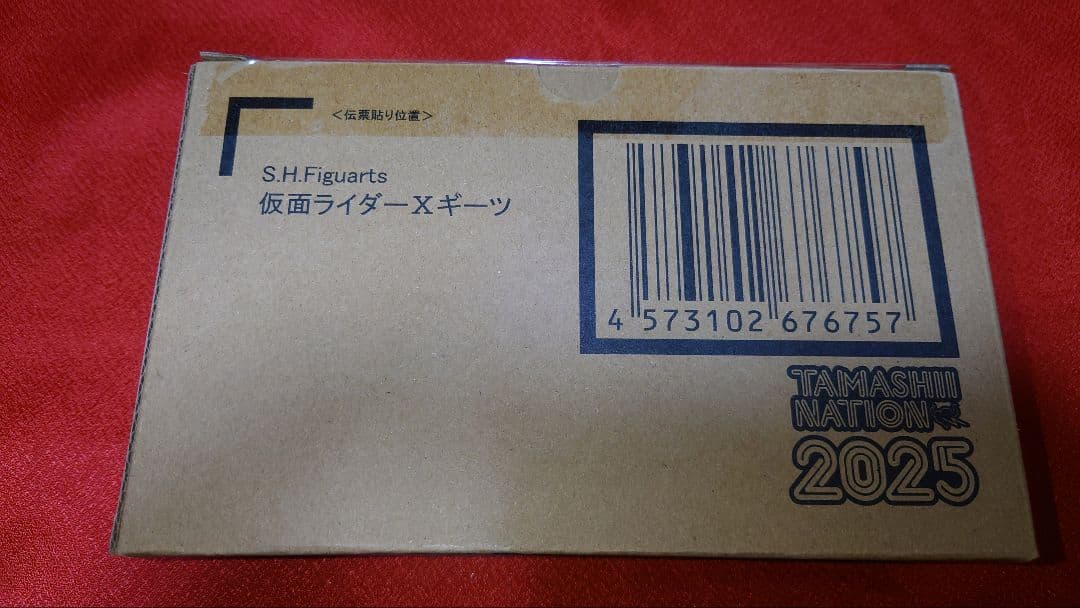 <伝票貼り位置>
S.H.Figuarts
仮面ライダーXギーツ
4 573102 676757
TAMASHII
NATION
2025